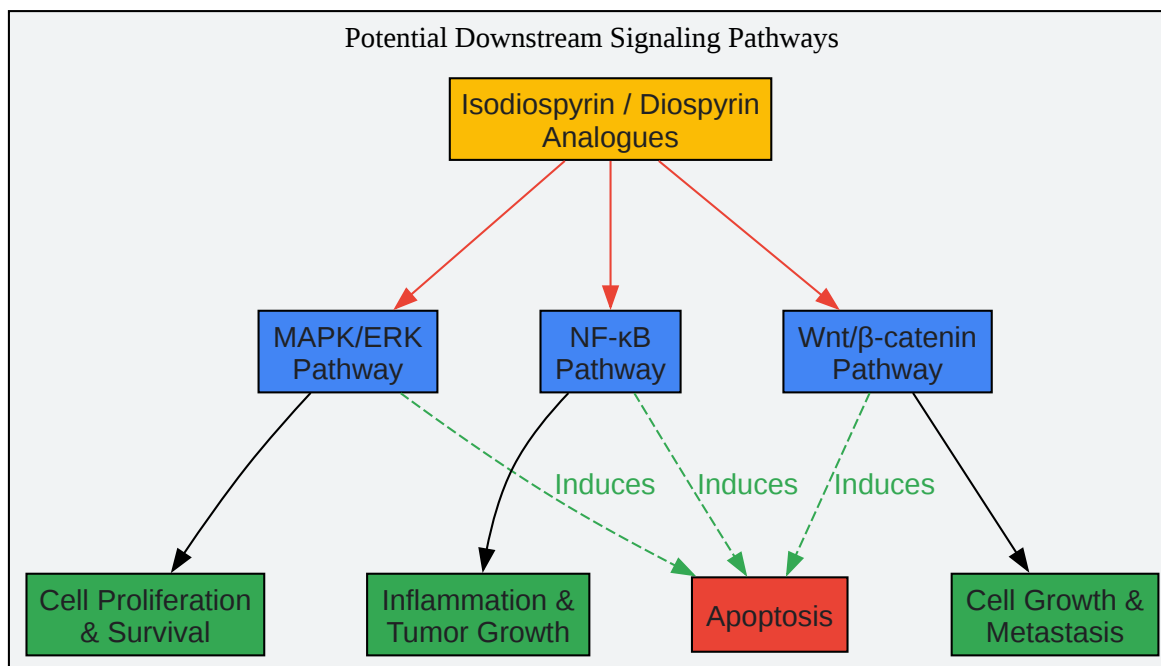 Potential Downstream Signaling Pathways
Isodiospyrin / Diospyrin
Analogues
MAPK/ERK
Pathway
NF-κB
Pathway
Wnt/β-catenin
Pathway
Induces
Induces
Induces
Cell Proliferation
& Survival
Inflammation &
Tumor Growth
Apoptosis
Cell Growth &
Metastasis